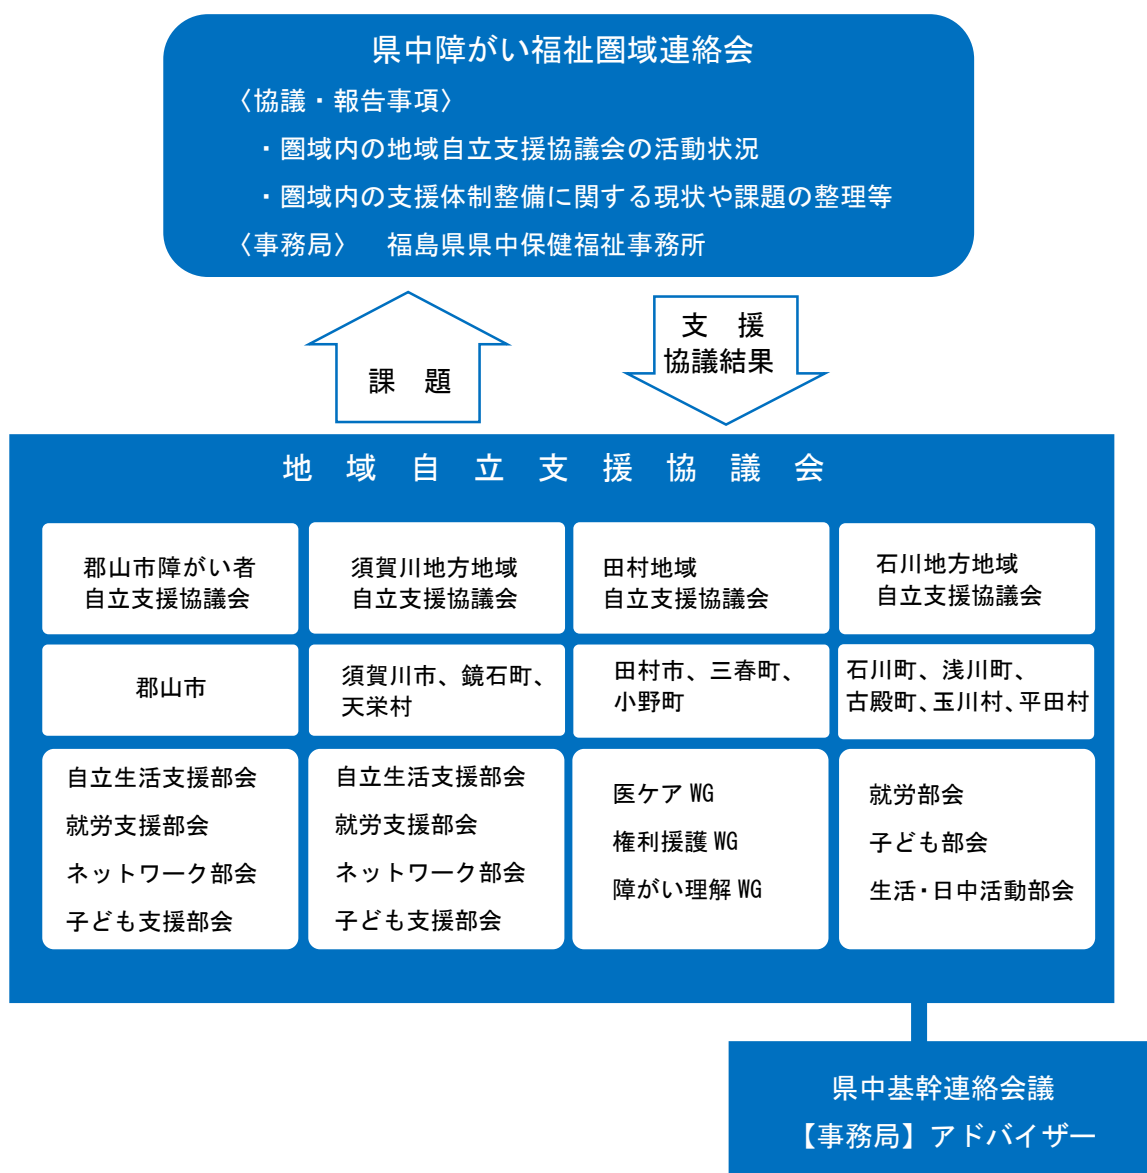 県中障がい福祉圏域連絡会
〈協議・報告事項〉
・圏域内の地域自立支援協議会の活動状況
・圏域内の支援体制整備に関する現状や課題の整理等
〈事務局〉　福島県県中保健福祉事務所
課　題
支　援
協議結果
地　域　自　立　支　援　協　議　会
郡山市障がい者
自立支援協議会
須賀川地方地域
自立支援協議会
田村地域
自立支援協議会
石川地方地域
自立支援協議会
郡山市
須賀川市、鏡石町、
天栄村
田村市、三春町、
小野町
石川町、浅川町、
古殿町、玉川村、平田村
自立生活支援部会
就労支援部会
ネットワーク部会
子ども支援部会
自立生活支援部会
就労支援部会
ネットワーク部会
子ども支援部会
医ケア WG
権利援護 WG
障がい理解 WG
就労部会
子ども部会
生活・日中活動部会
県中基幹連絡会議
【事務局】アドバイザー